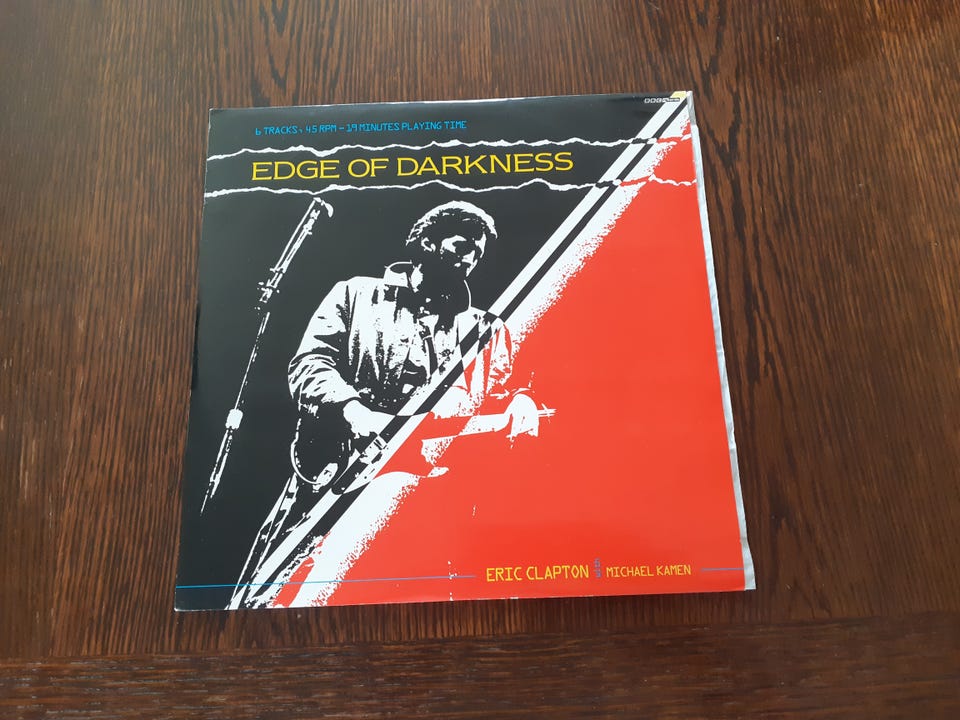 6 TRACKS, 45 RPM - 19 MINUTES PLAYING TIME
EDGE OF DARKNESS
ERIC CLAPTON
MICHAEL KAMEN